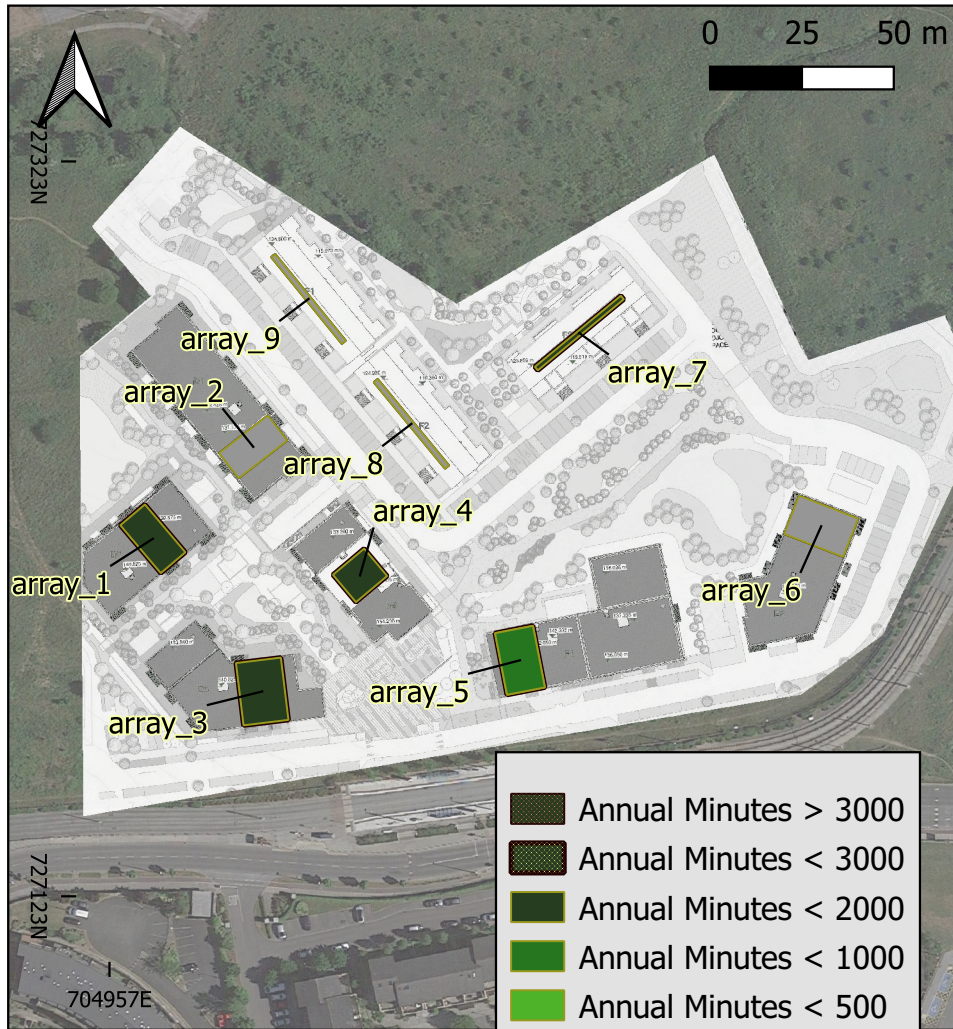 0 25 50 m
727323N
array_9
array_7
array_2
array_8
array_4
array_1
array_6
array_5
array_3
Annual Minutes > 3000
Annual Minutes < 3000
Annual Minutes < 2000
Annual Minutes < 1000
Annual Minutes < 500
727123N
704957E